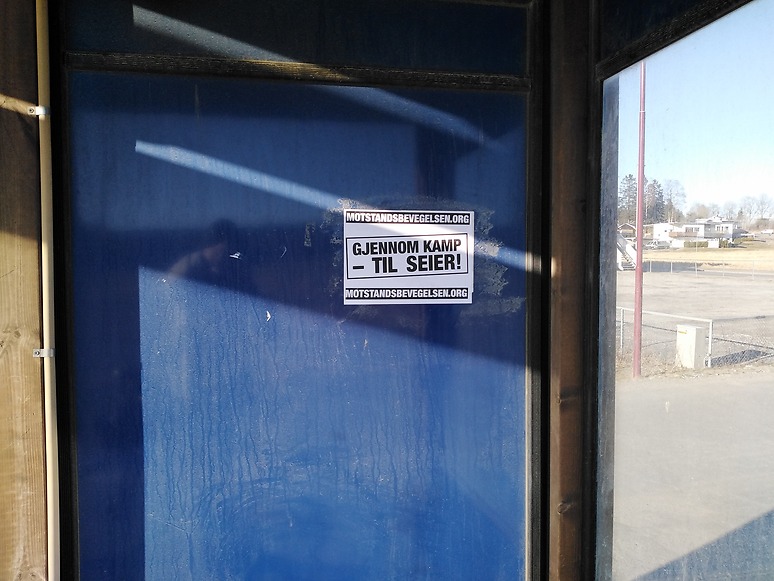 MOTSTANDSBEVEGELSEN.ORG
GJENNOM KAMP
– TIL SEIER!
MOTSTANDSBEVEGELSEN.ORG